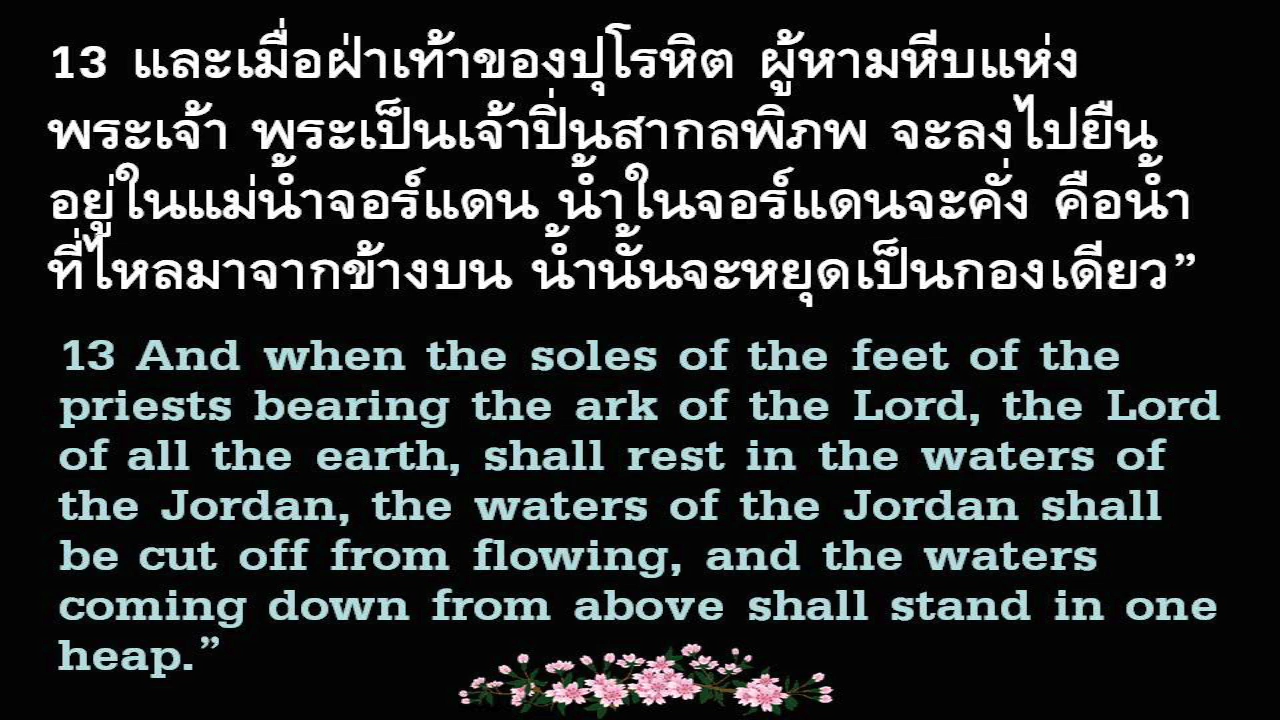 13 และเมื่อฝ่าเท้าของปุโรหิต ผู้หามหีบแห่ง
พระเจ้า พระเป็นเจ้าปิ่นสากลพิภพ จะลงไปยืน
อยู่ในแม่น้ำจอร์แดน น้ำในจอร์แดนจะคั่ง คือน้ำ
ที่ไหลมาจากข้างบน น้ำนั้นจะหยุดเป็นกองเดียว”
13 And when the soles of the feet of the
priests bearing the ark of the Lord, the Lord
of all the earth, shall rest in the waters of
the Jordan, the waters of the Jordan shall
be cut off from flowing, and the waters
coming down from above shall stand in one
heap.”